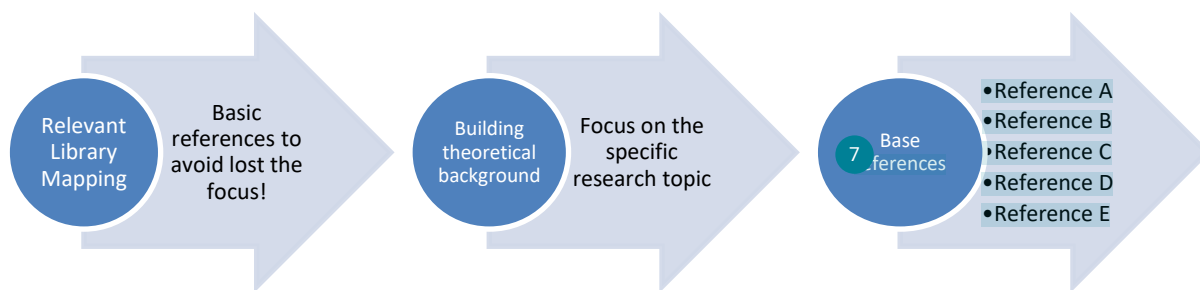 Relevant
Library
Mapping
Basic
references to
avoid lost the
focus!
Building
theoretical
background
Focus on the
specific
research topic
7
Base
eferences
•Reference A
•Reference B
•Reference C
•Reference D
•Reference E